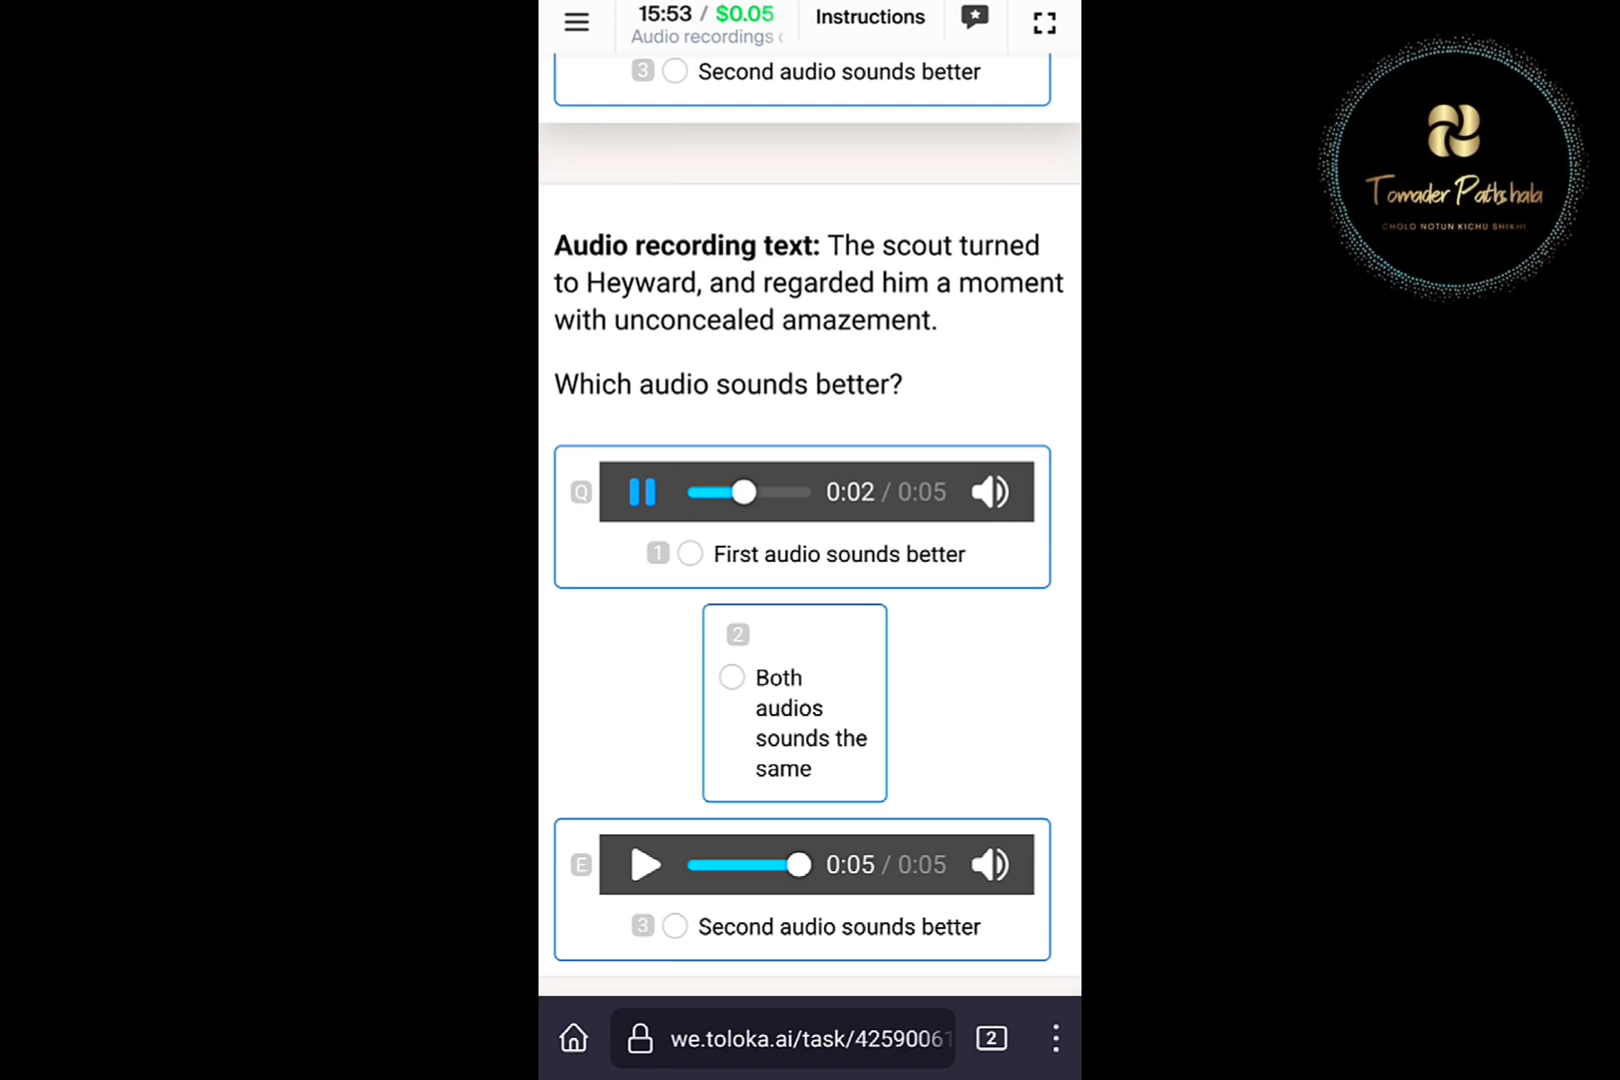 15:53 / $0.05
Audio recordings
Instructions
3 Second audio sounds better
Audio recording text: The scout turned
to Heyward, and regarded him a moment
with unconcealed amazement.
Which audio sounds better?
Q 0:02 / 0:05
1 First audio sounds better
2
Both
audios
sounds the
same
E 0:05 / 0:05
3 Second audio sounds better
we.toloka.ai/task/42590061
2
Tomader Pathshala
CHOLO NOTUN KICHU SHIKHI